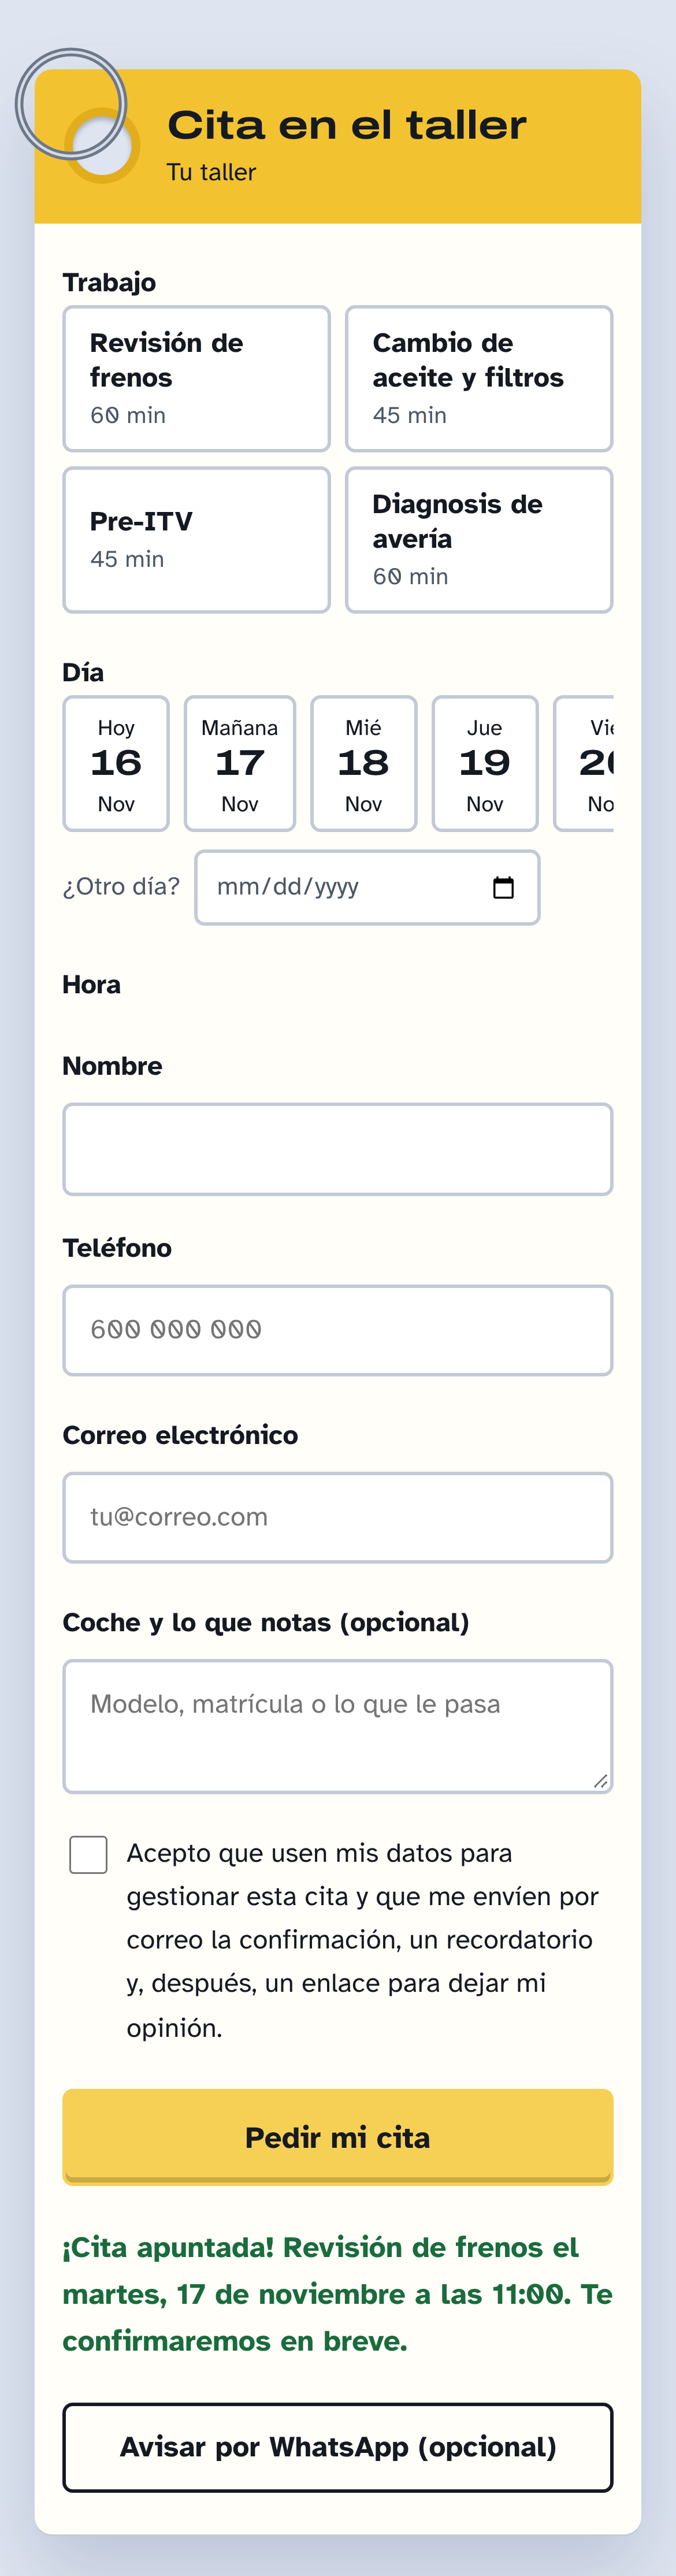 Cita en el taller
Tu taller
Trabajo
Revisión de
frenos
60 min
Cambio de
aceite y filtros
45 min
Pre-ITV
45 min
Diagnosis de
avería
60 min
Día
Hoy
16
Nov
Mañana
17
Nov
Mié
18
Nov
Jue
19
Nov
¿Otro día?
mm/dd/yyyy
Hora
Nombre
Teléfono
600 000 000
Correo electrónico
tu@correo.com
Coche y lo que notas (opcional)
Modelo, matrícula o lo que le pasa
Acepto que usen mis datos para
gestionar esta cita y que me envíen por
correo la confirmación, un recordatorio
y, después, un enlace para dejar mi
opinión.
Pedir mi cita
¡Cita apuntada! Revisión de frenos el
martes, 17 de noviembre a las 11:00. Te
confirmaremos en breve.
Avisar por WhatsApp (opcional)